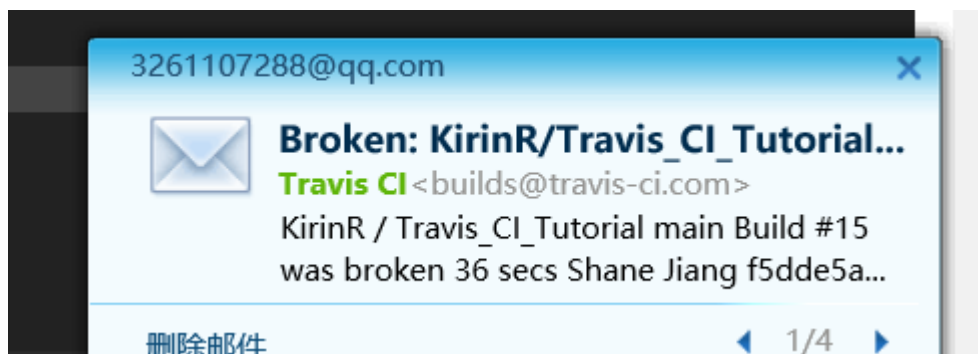 3261107288@qq.com
Broken: KirinR/Travis_CI_Tutorial...
Travis CI<builds@travis-ci.com>
KirinR / Travis_CI_Tutorial main Build #15
was broken 36 secs Shane Jiang f5dde5a...
删除邮件 1/4